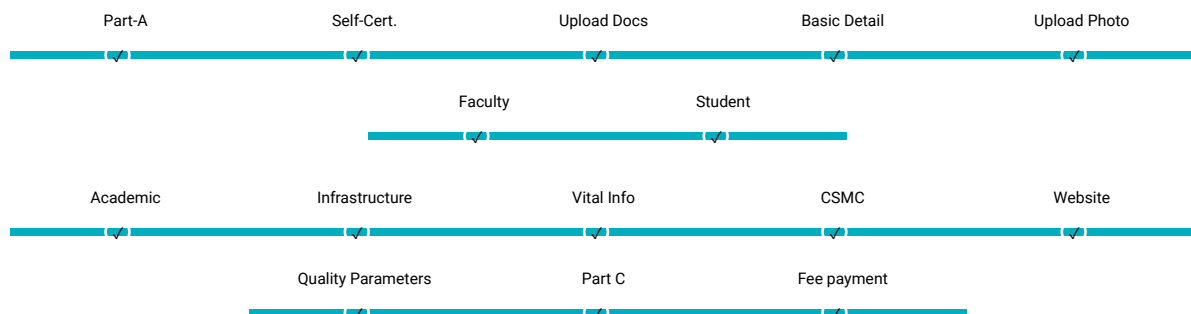 Part-A Self-Cert. Upload Docs Basic Detail Upload Photo
Faculty Student
Academic Infrastructure Vital Info CSMC Website
Quality Parameters Part C Fee payment